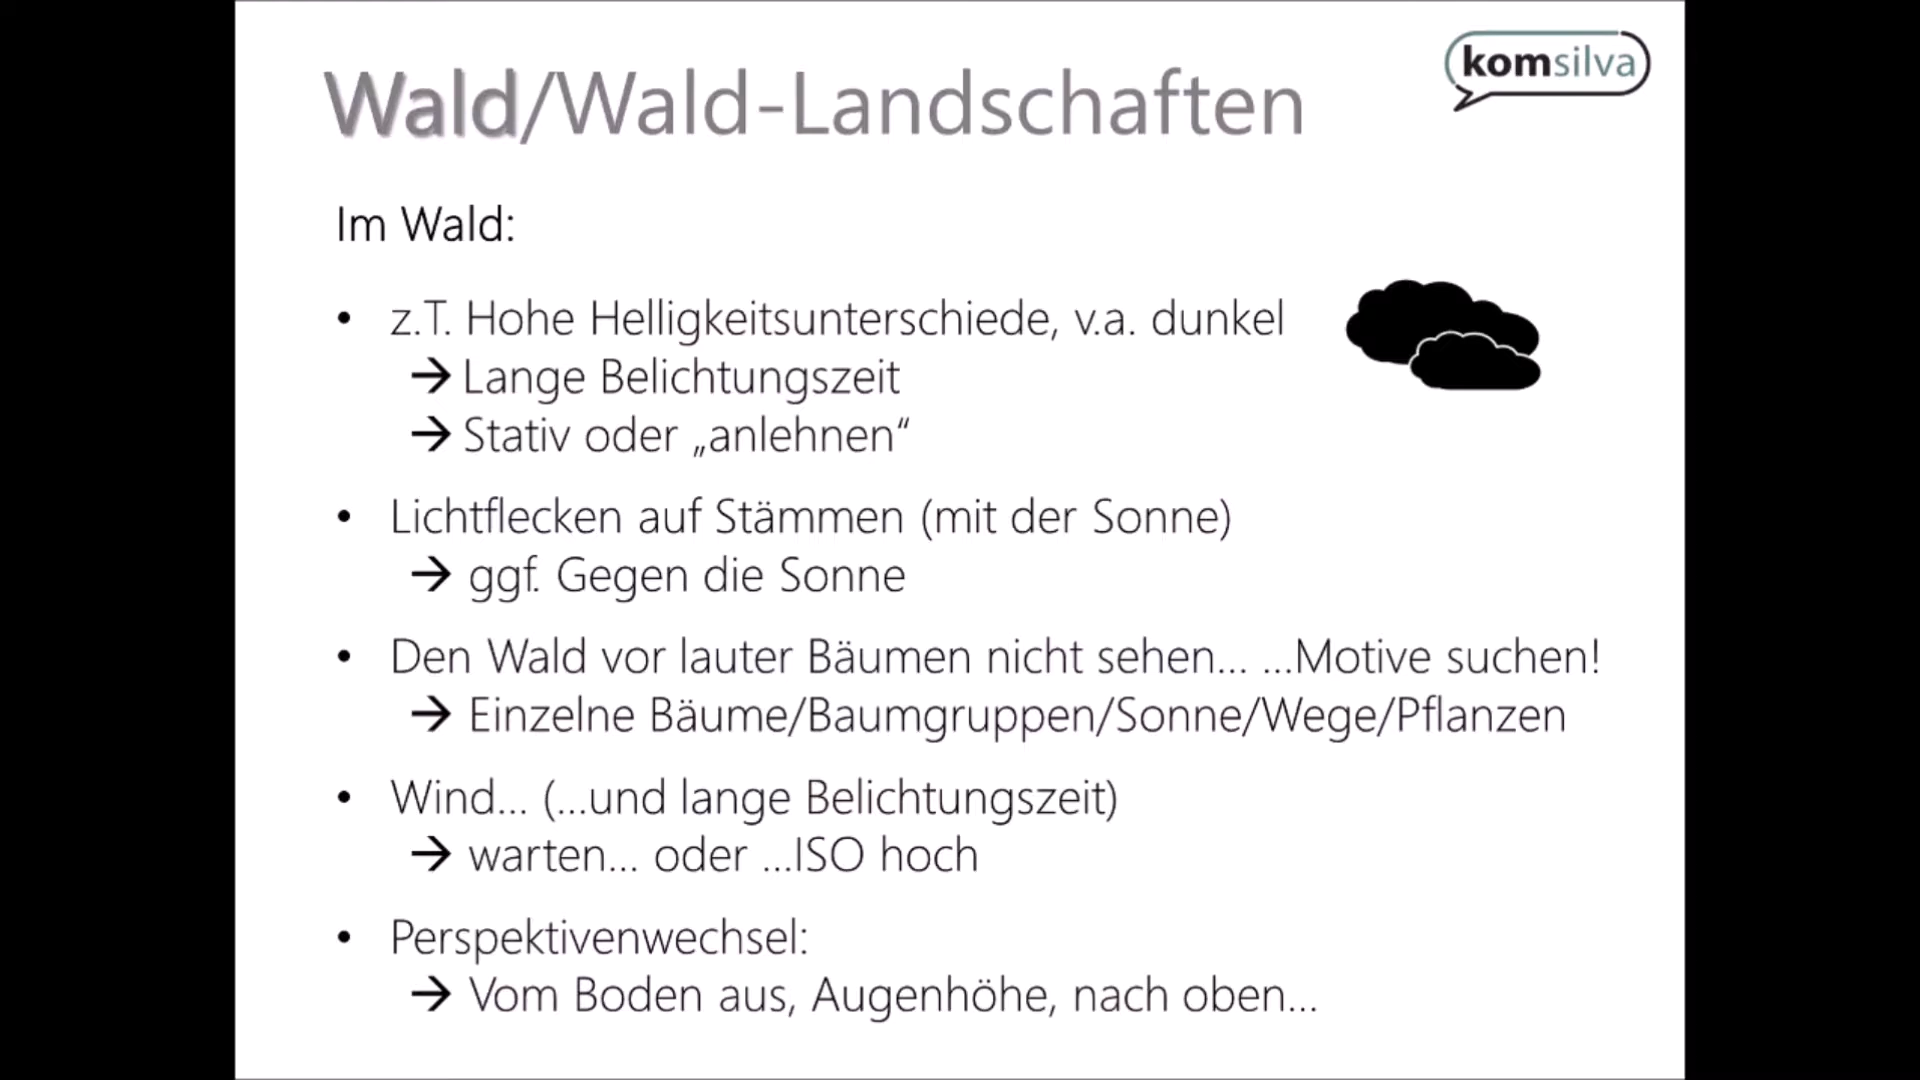 komsilva
Wald/Wald-Landschaften
Im Wald:
• z.T. Hohe Helligkeitsunterschiede, v.a. dunkel
→ Lange Belichtungszeit
→ Stativ oder „anlehnen“
• Lichtflecken auf Stämmen (mit der Sonne)
→ ggf. Gegen die Sonne
• Den Wald vor lauter Bäumen nicht sehen... ...Motive suchen!
→ Einzelne Bäume/Baumgruppen/Sonne/Wege/Pflanzen
• Wind... (...und lange Belichtungszeit)
→ warten... oder ...ISO hoch
• Perspektivenwechsel:
→ Vom Boden aus, Augenhöhe, nach oben...